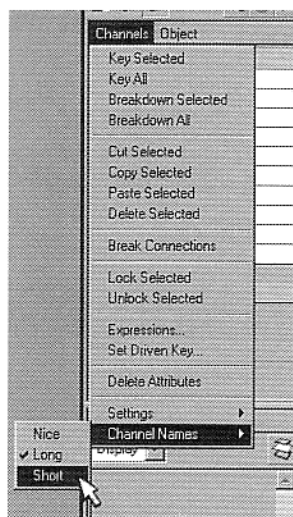 Channels Object
Key Selected
Key All
Breakdown Selected
Breakdown All
Cut Selected
Copy Selected
Paste Selected
Delete Selected
Break Connections
Lock Selected
Unlock Selected
Expressions...
Set Driven Key...
Delete Attributes
Settings
Channel Names
Nice
Long
Short
Display